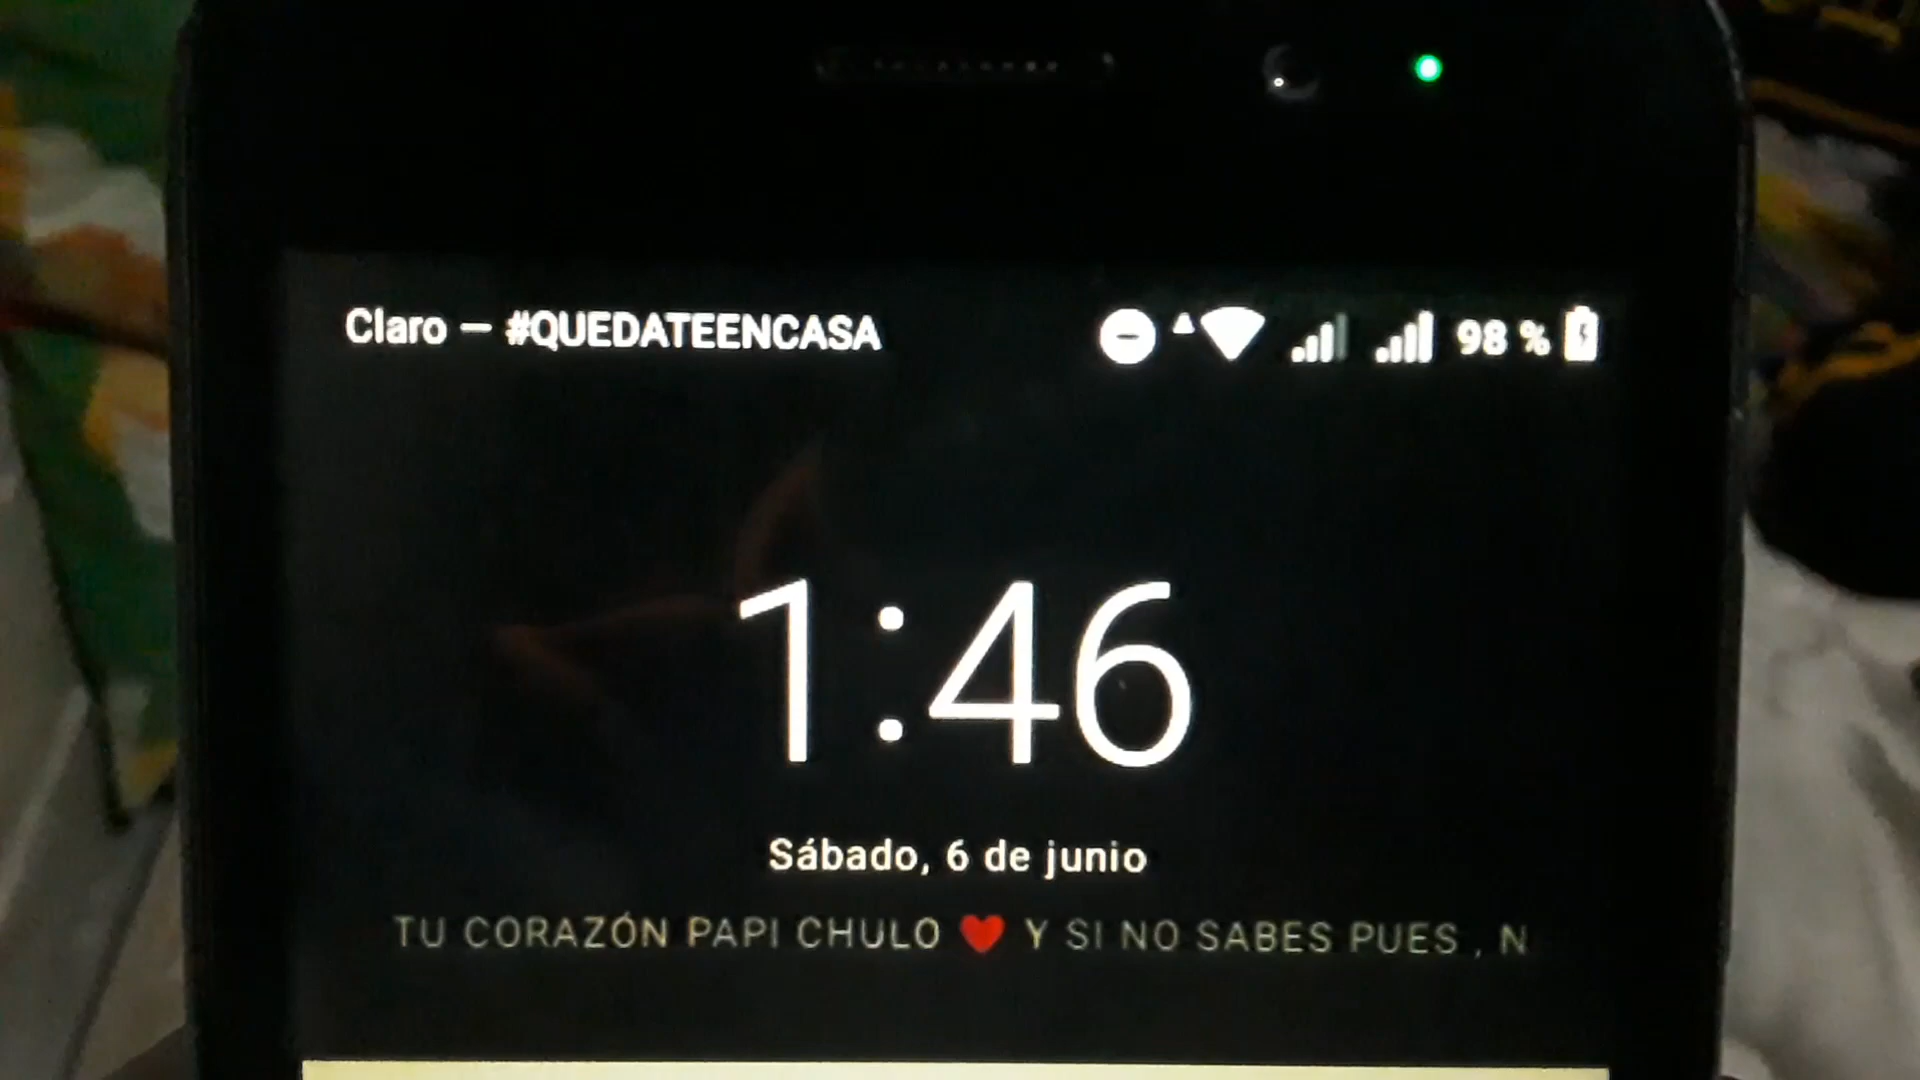 Claro — #QUEDATEENCASA 98 %
1:46
Sábado, 6 de junio
TU CORAZÓN PAPI CHULO ❤️ Y SI NO SABES PUES , N